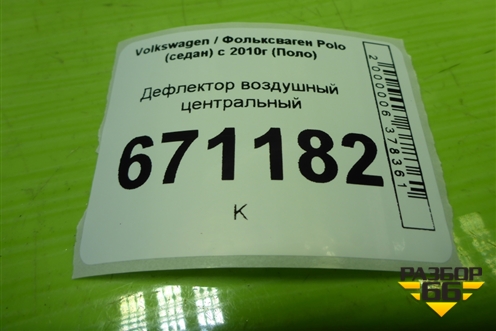 Volkswagen / Фольксваген Polo
(седан) с 2010г (Поло)
Дефлектор воздушный
центральный
671182
К
2000006378361
РАЗБОР
66